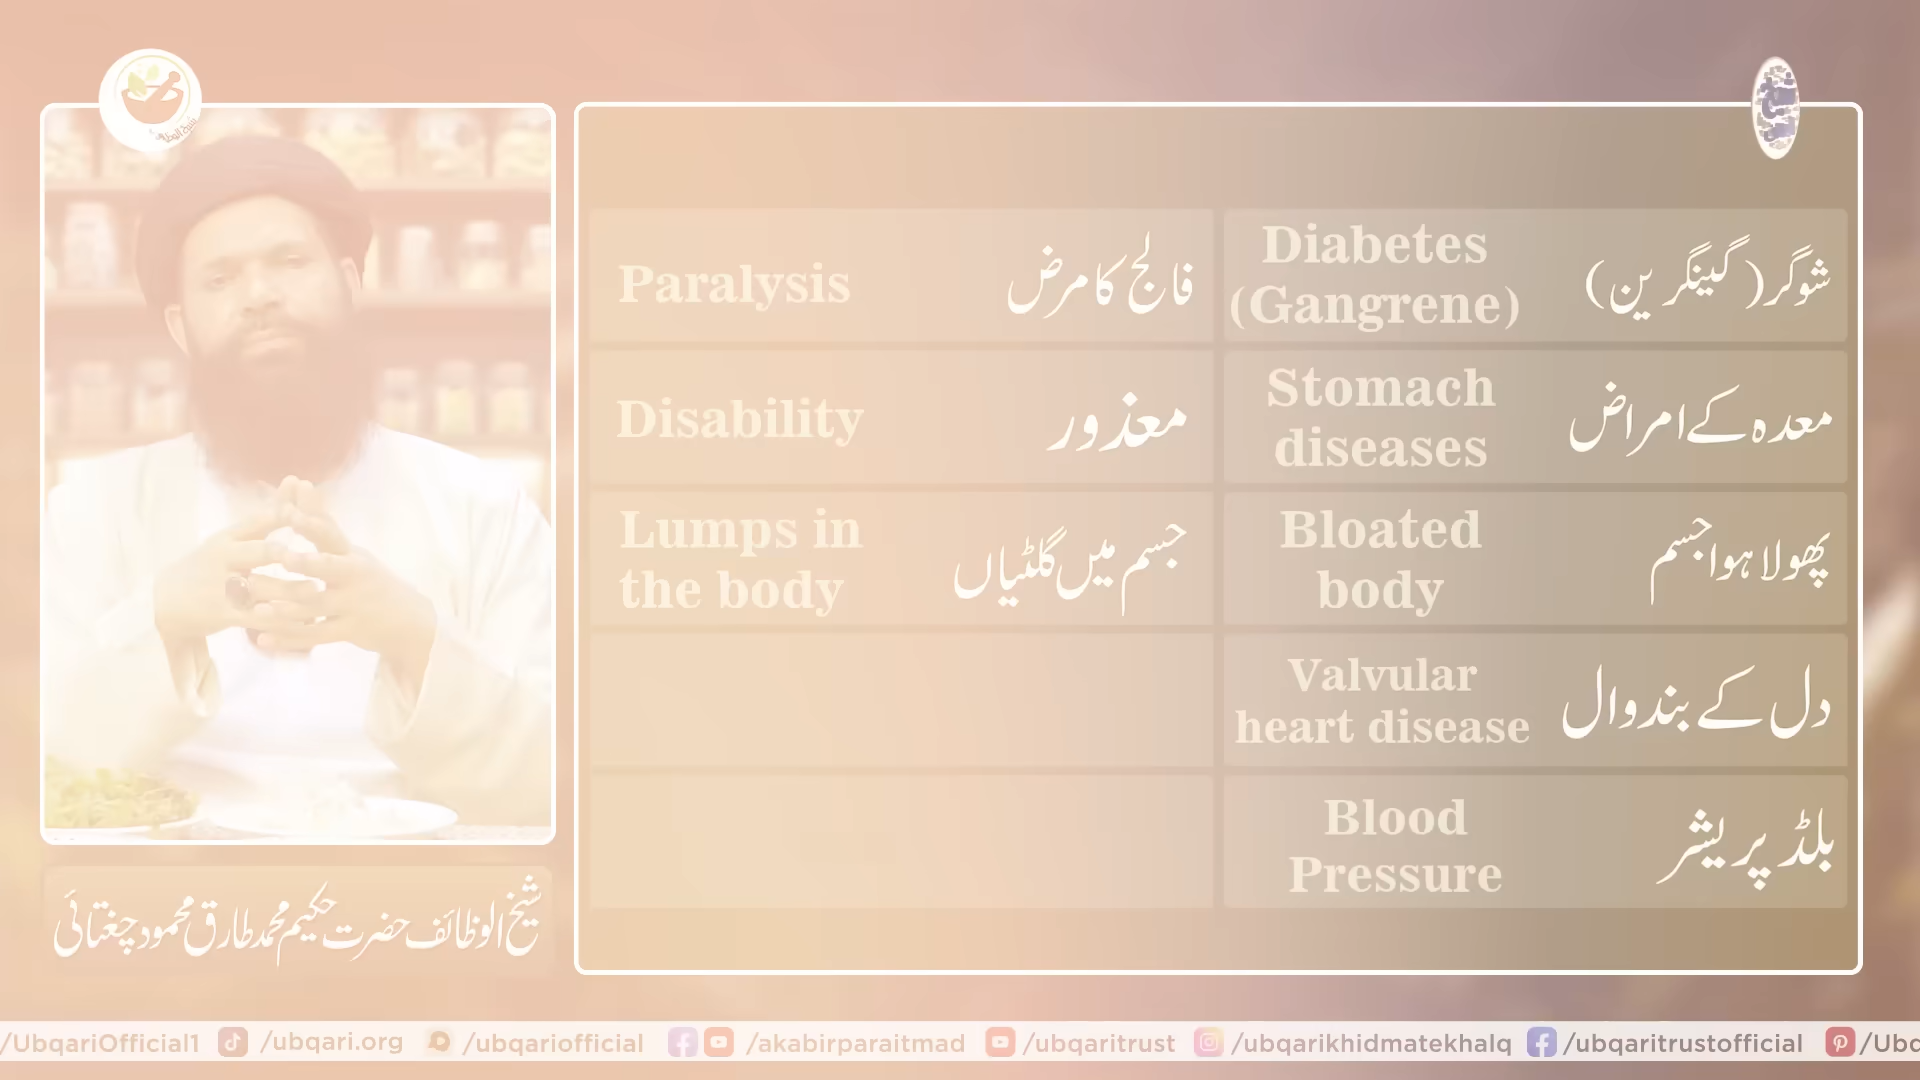 Paralysis
فالج کا مرض
Diabetes
(Gangrene)
شوگر (گینگرین)
Disability
معذور
Stomach
diseases
معدہ کے امراض
Lumps in
the body
جسم میں گلٹیاں
Bloated
body
پھولا ہوا جسم
Valvular
heart disease
دل کے بند وال
Blood
Pressure
بلڈ پریشر
شیخ الوظائف حضرت حکیم محمد طارق محمود چغتائی
/UbqariOfficial1 /ubqari.org /ubqariofficial /akabirparaitmad /ubqaritrust /ubqarikhidmatekhalq /ubqaritrustofficial